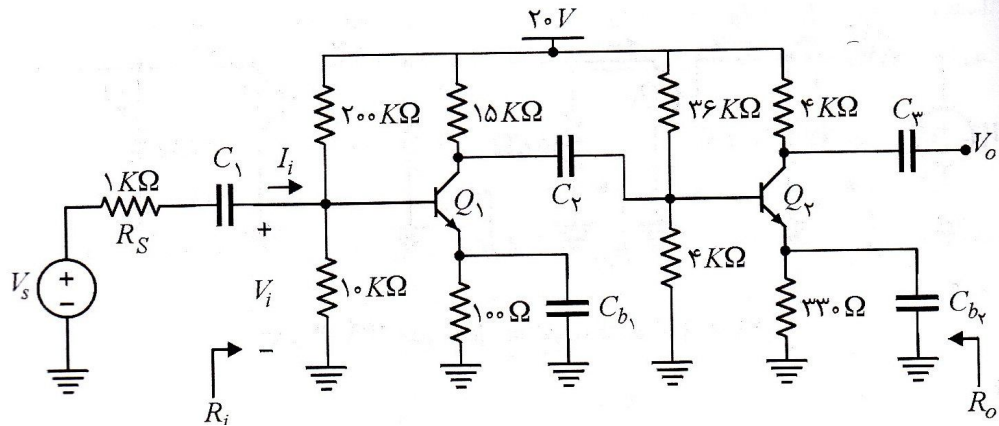 ۲۰V
۲۰۰KΩ
۱۵KΩ
۳۶KΩ
۴KΩ
C۳
Vo
۱KΩ
RS
C۱
Ii
C۲
Q۱
Q۲
Vs
+
−
+
Vi
−
۱۰KΩ
۱۰۰Ω
Cb۱
۴KΩ
۳۳۰Ω
Cb۲
Ri
Ro